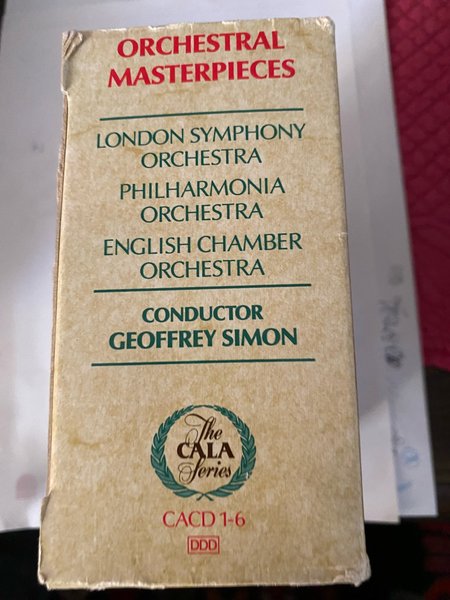 ORCHESTRAL
MASTERPIECES
LONDON SYMPHONY
ORCHESTRA
PHILHARMONIA
ORCHESTRA
ENGLISH CHAMBER
ORCHESTRA
CONDUCTOR
GEOFFREY SIMON
The
CALA
Series
CACD 1-6
DDD